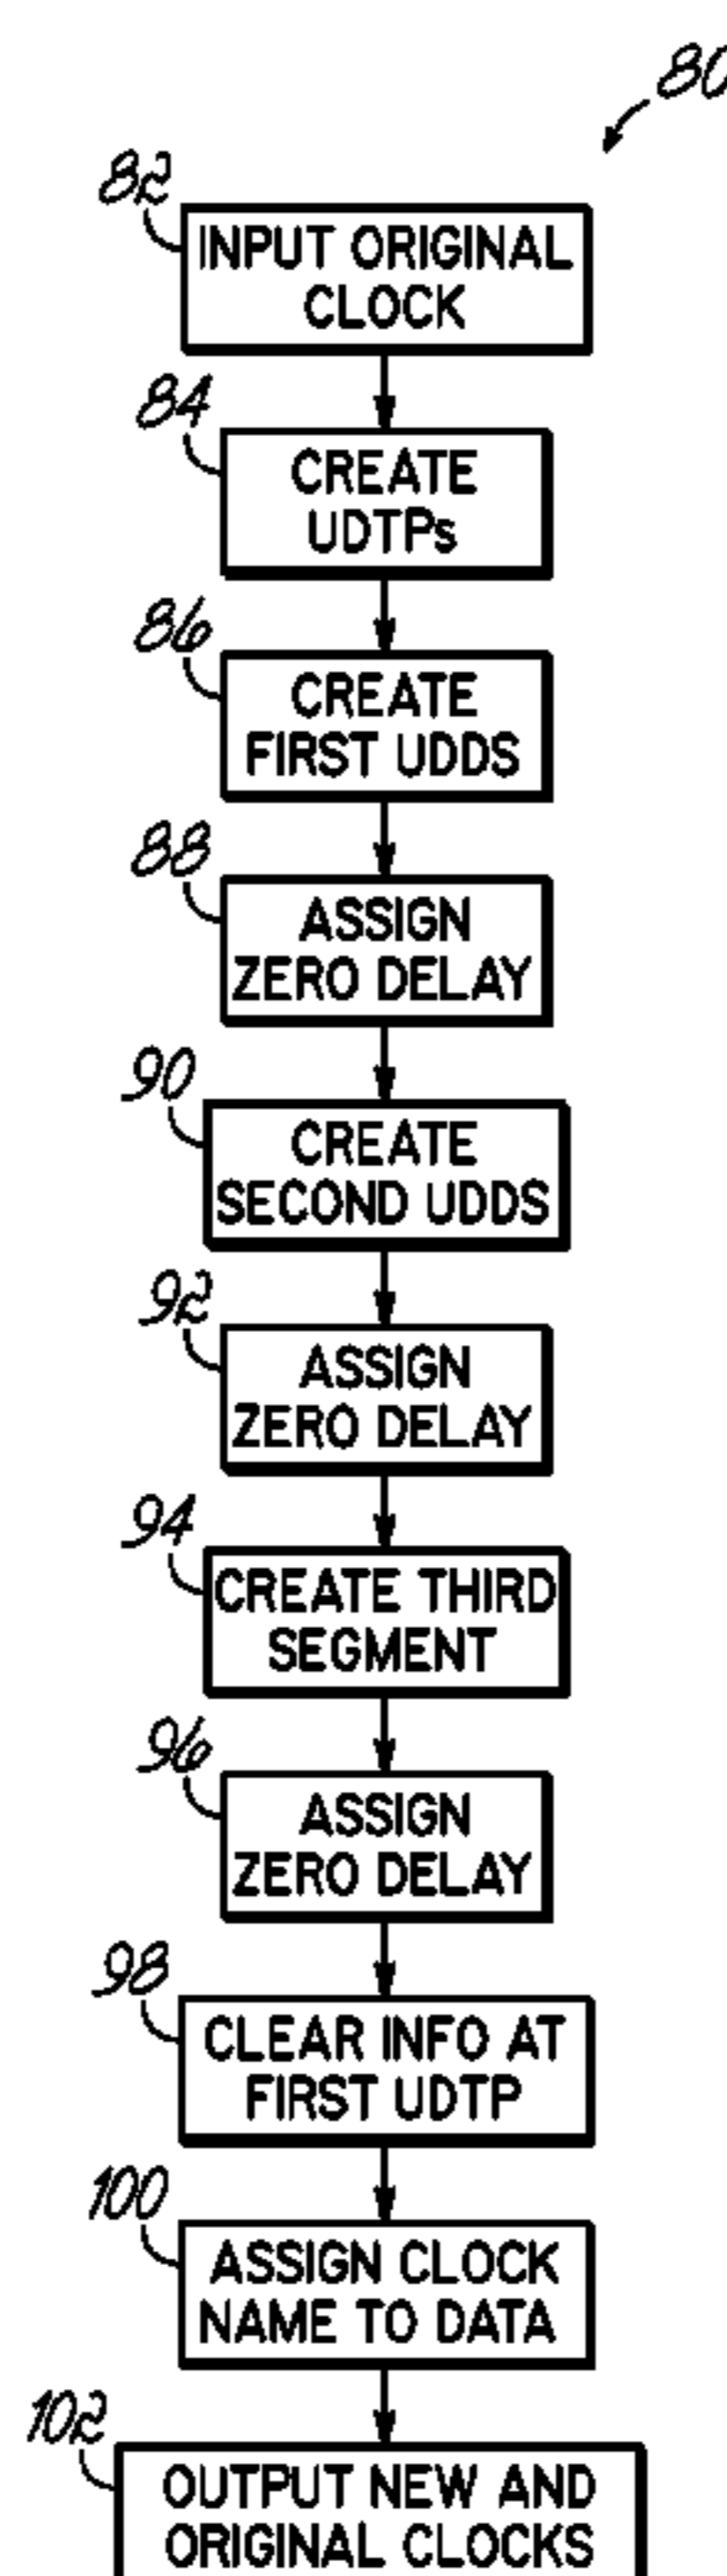 80
82
INPUT ORIGINAL
CLOCK
84
CREATE
UDTPs
86
CREATE
FIRST UDDS
88
ASSIGN
ZERO DELAY
90
CREATE
SECOND UDDS
92
ASSIGN
ZERO DELAY
94
CREATE THIRD
SEGMENT
96
ASSIGN
ZERO DELAY
98
CLEAR INFO AT
FIRST UDTP
100
ASSIGN CLOCK
NAME TO DATA
102
OUTPUT NEW AND
ORIGINAL CLOCKS